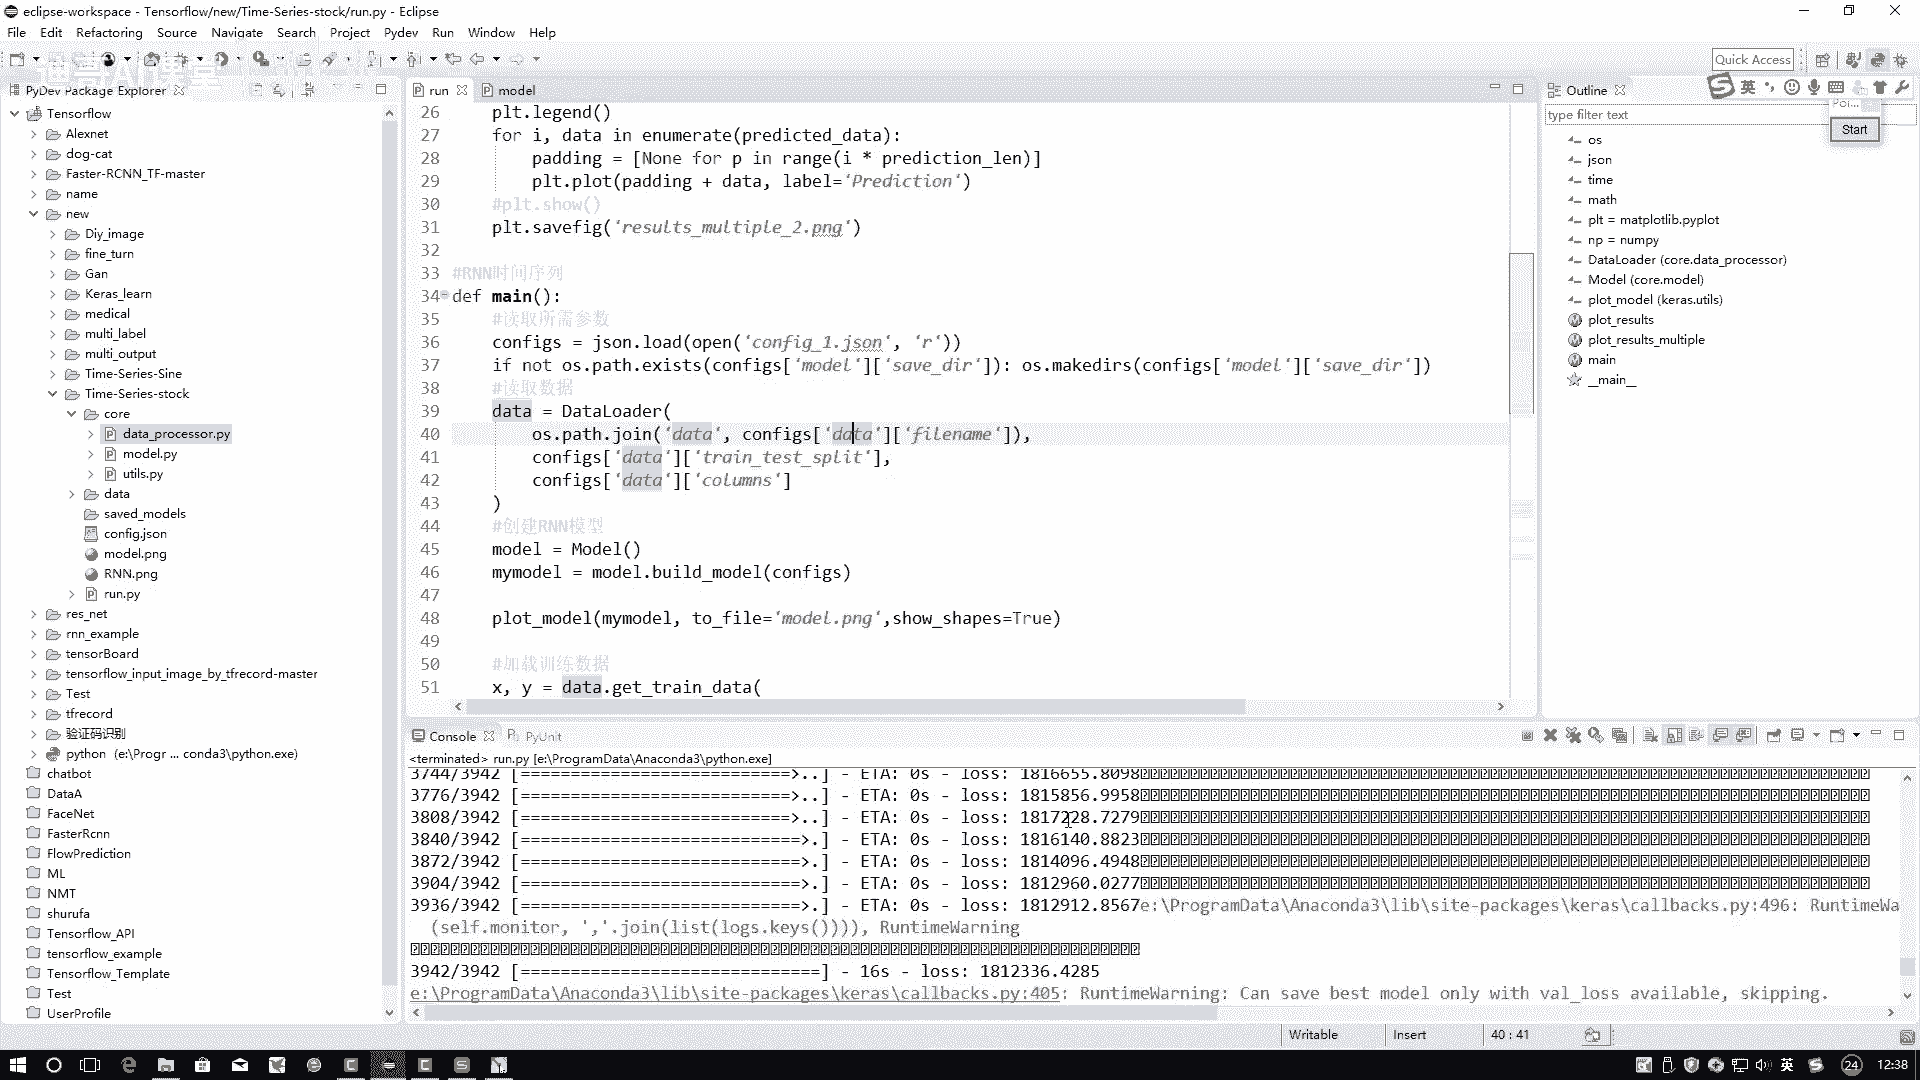 eclipse-workspace - Tensorflow/new/Time-Series-stock/run.py - Eclipse
File Edit Refactoring Source Navigate Search Project Pydev Run Window Help
Quick Access
PyDev Package Explorer
Tensorflow
Alexnet
dog-cat
Faster-RCNN_TF-master
name
new
Diy_image
fine_turn
Gan
Keras_learn
medical
multi_label
multi_output
Time-Series-Sine
Time-Series-stock
core
data_processor.py
model.py
utils.py
data
saved_models
config.json
model.png
RNN.png
run.py
res_net
rnn_example
tensorBoard
tensorflow_input_image_by_tfrecord-master
Test
tfrecord
验证码识别
python (e:\Progr ... conda3\python.exe)
chatbot
DataA
FaceNet
FasterRcnn
FlowPrediction
ML
NMT
shurufa
Tensorflow_API
tensorflow_example
Tensorflow_Template
Test
UserProfile
run model
26 plt.legend()
27 for i, data in enumerate(predicted_data):
28 padding = [None for p in range(i * prediction_len)]
29 plt.plot(padding + data, label='Prediction')
30 #plt.show()
31 plt.savefig('results_multiple_2.png')
32
33 #RNN时间序列
34 def main():
35 #读取所需参数
36 configs = json.load(open('config_1.json', 'r'))
37 if not os.path.exists(configs['model']['save_dir']): os.makedirs(configs['model']['save_dir'])
38 #读取数据
39 data = DataLoader(
40 os.path.join('data', configs['data']['filename']),
41 configs['data']['train_test_split'],
42 configs['data']['columns']
43 )
44 #创建RNN模型
45 model = Model()
46 mymodel = model.build_model(configs)
47
48 plot_model(mymodel, to_file='model.png',show_shapes=True)
49
50 #加载训练数据
51 x, y = data.get_train_data(
Outline
英
type filter text
Start
os
json
time
math
plt = matplotlib.pyplot
np = numpy
DataLoader (core.data_processor)
Model (core.model)
plot_model (keras.utils)
plot_results
plot_results_multiple
main
__main__
Console PyUnit
<terminated> run.py [e:\ProgramData\Anaconda3\python.exe]
3744/3942 [===========================>..] - ETA: 0s - loss: 1816655.8098
3776/3942 [===========================>..] - ETA: 0s - loss: 1815856.9958
3808/3942 [===========================>..] - ETA: 0s - loss: 1817228.7279
3840/3942 [============================>.] - ETA: 0s - loss: 1816140.8823
3872/3942 [============================>.] - ETA: 0s - loss: 1814096.4948
3904/3942 [============================>.] - ETA: 0s - loss: 1812960.0277
3936/3942 [============================>.] - ETA: 0s - loss: 1812912.8567e:\ProgramData\Anaconda3\lib\site-packages\keras\callbacks.py:496: RuntimeWa
(self.monitor, ','.join(list(logs.keys()))), RuntimeWarning
3942/3942 [==============================] - 16s - loss: 1812336.4285
e:\ProgramData\Anaconda3\lib\site-packages\keras\callbacks.py:405: RuntimeWarning: Can save best model only with val_loss available, skipping.
Writable Insert 40 : 41
英 24 12:38